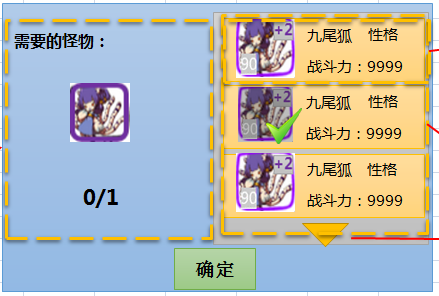 需要的怪物：
0/1
+2
90
九尾狐 性格
战斗力：9999
90
九尾狐 性格
战斗力：9999
+2
90
九尾狐 性格
战斗力：9999
确定